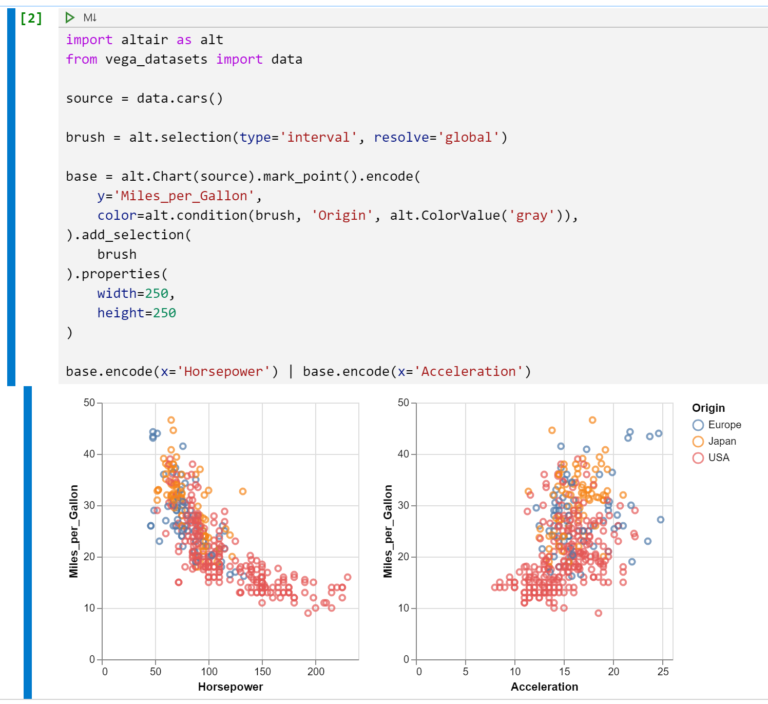 [2]
M↓
import altair as alt
from vega_datasets import data
source = data.cars()
brush = alt.selection(type='interval', resolve='global')
base = alt.Chart(source).mark_point().encode(
    y='Miles_per_Gallon',
    color=alt.condition(brush, 'Origin', alt.ColorValue('gray')),
).add_selection(
    brush
).properties(
    width=250,
    height=250
)
base.encode(x='Horsepower') | base.encode(x='Acceleration')
50
40
30
20
10
0
Miles_per_Gallon
0 50 100 150 200
Horsepower
50
40
30
20
10
0
Miles_per_Gallon
0 5 10 15 20 25
Acceleration
Origin
Europe
Japan
USA